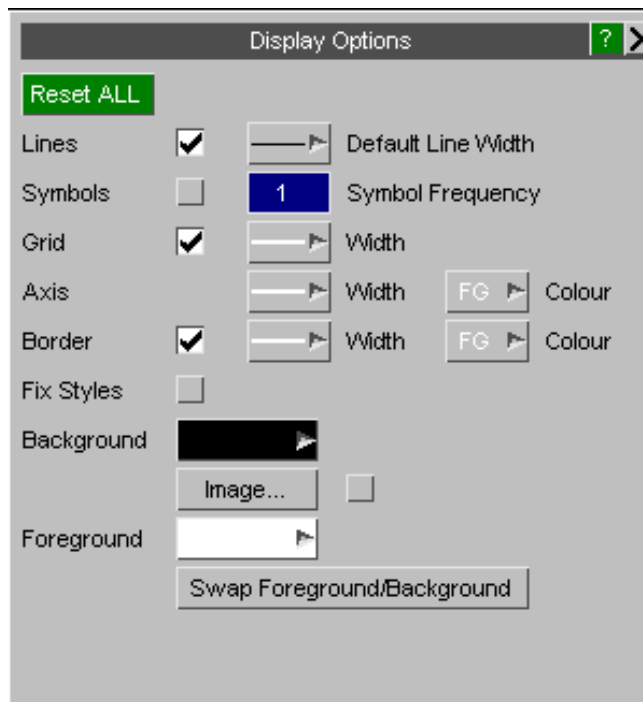 Display Options ? X
Reset ALL
Lines Default Line Width
Symbols 1 Symbol Frequency
Grid Width
Axis Width FG Colour
Border Width FG Colour
Fix Styles
Background
Image...
Foreground
Swap Foreground/Background